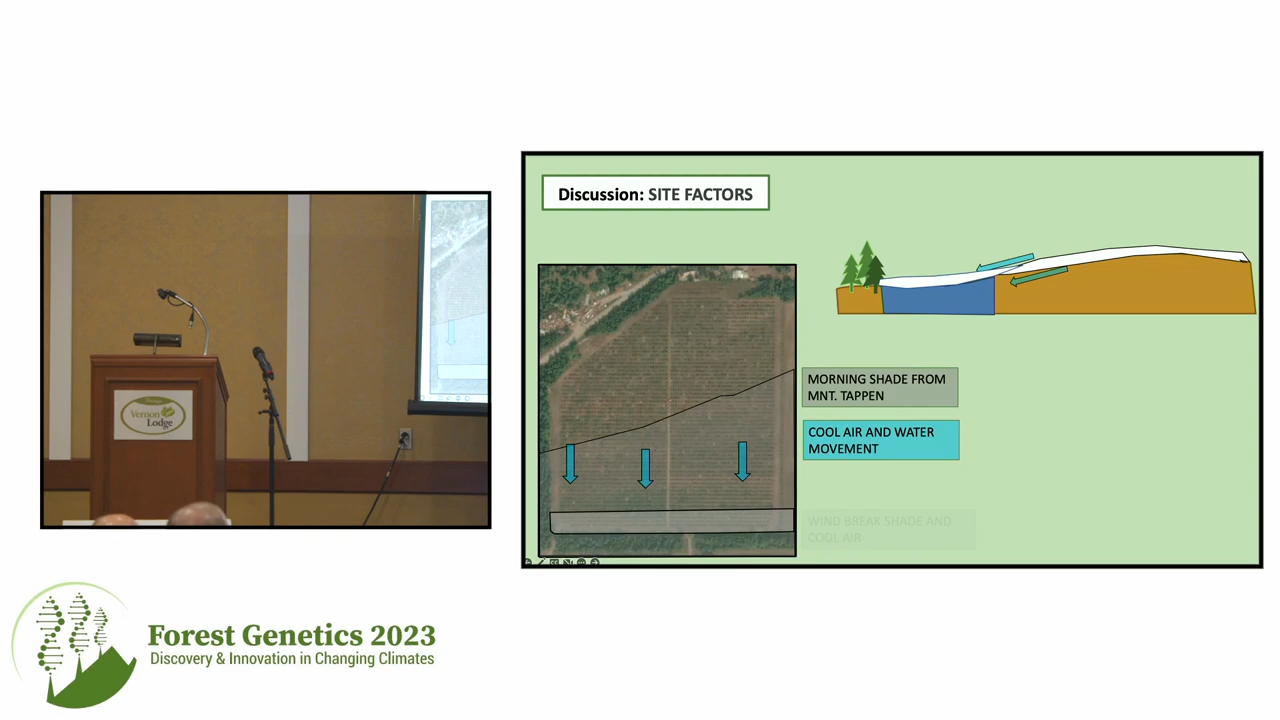 Discussion: SITE FACTORS
MORNING SHADE FROM
MNT. TAPPEN
COOL AIR AND WATER
MOVEMENT
WIND BREAK SHADE AND
COOL AIR
Vernon
Lodge
Forest Genetics 2023
Discovery & Innovation in Changing Climates